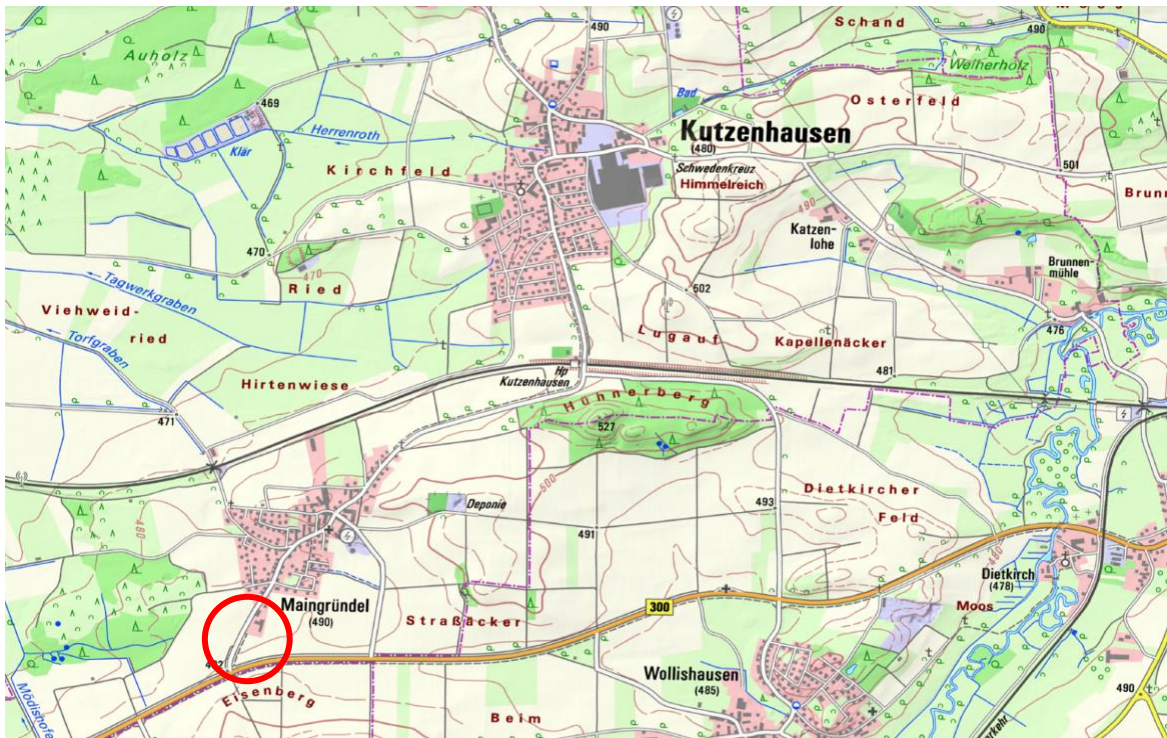 490
Schand
490
Auholz
Weiherholz
Bad
469
Osterfeld
Herrenroth
Kutzenhausen
(480)
Klär
Kirchfeld
Schwedenkreuz
Himmelreich
501
490
Katzen-
lohe
470
470
Brunnen-
mühle
Ried
502
Tagwerkgraben
Viehweid-
ried
Torfgraben
Lugauf
Kapellenäcker
476
Hp
Kutzenhausen
481
Hirtenwiese
Hühnerberg
471
527
500
Dietkircher
Feld
493
480
Deponie
491
480
Dietkirch
(478)
Maingründel
(490)
300
Moos
Straßäcker
Wollishausen
(485)
Eisenberg
490
Beim